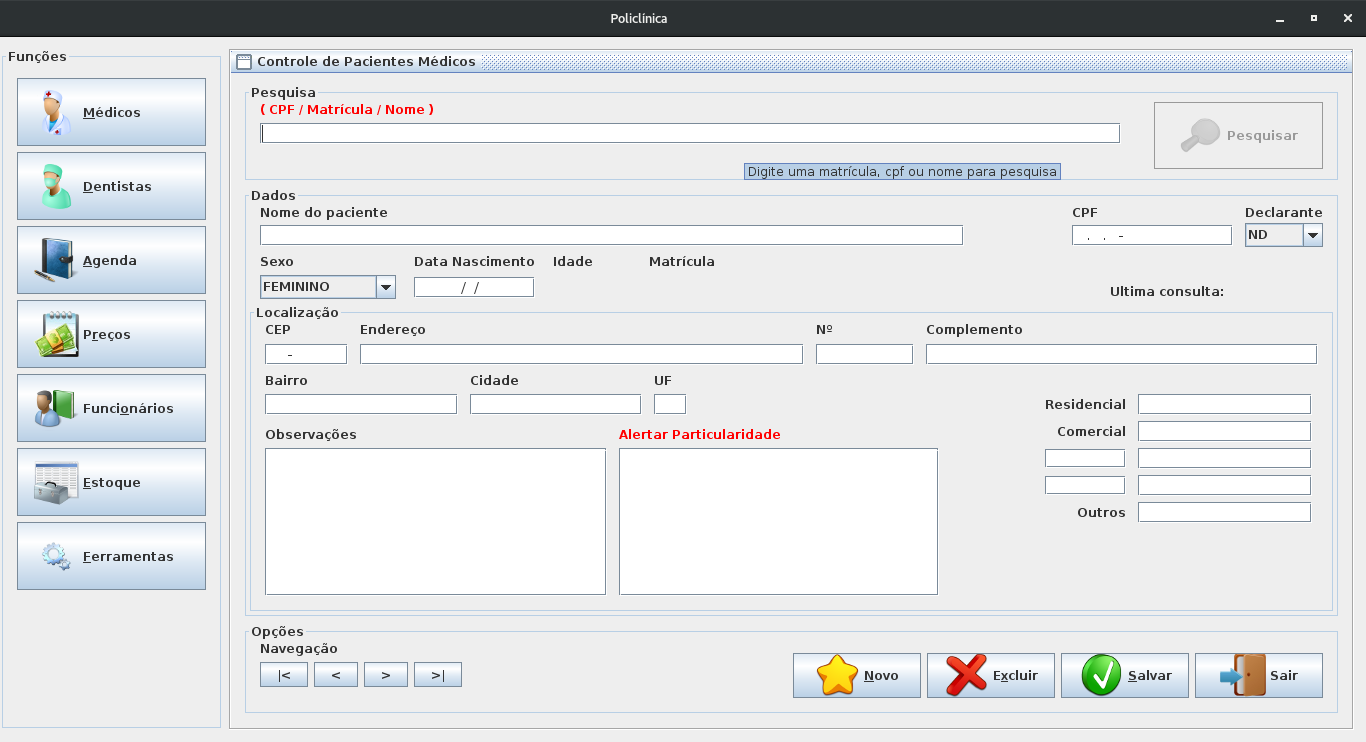 Policlínica
Funções
Médicos
Dentistas
Agenda
Preços
Funcionários
Estoque
Ferramentas
Controle de Pacientes Médicos
Pesquisa
( CPF / Matrícula / Nome )
Pesquisar
Digite uma matrícula, cpf ou nome para pesquisa
Dados
Nome do paciente CPF Declarante
. . - ND
Sexo Data Nascimento Idade Matrícula
FEMININO / /
Ultima consulta:
Localização
CEP Endereço Nº Complemento
-
Bairro Cidade UF
Residencial
Comercial
Outros
Observações Alertar Particularidade
Opções
Navegação
|< < > >| Novo Excluir Salvar Sair